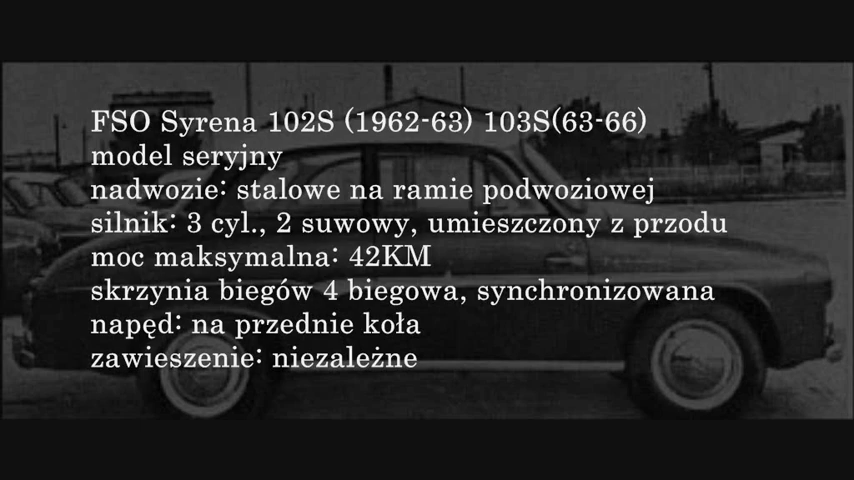 FSO Syrena 102S (1962-63) 103S(63-66)
model seryjny
nadwozie: stalowe na ramie podwoziowej
silnik: 3 cyl., 2 suwowy, umieszczony z przodu
moc maksymalna: 42KM
skrzynia biegów 4 biegowa, synchronizowana
napęd: na przednie koła
zawieszenie: niezależne